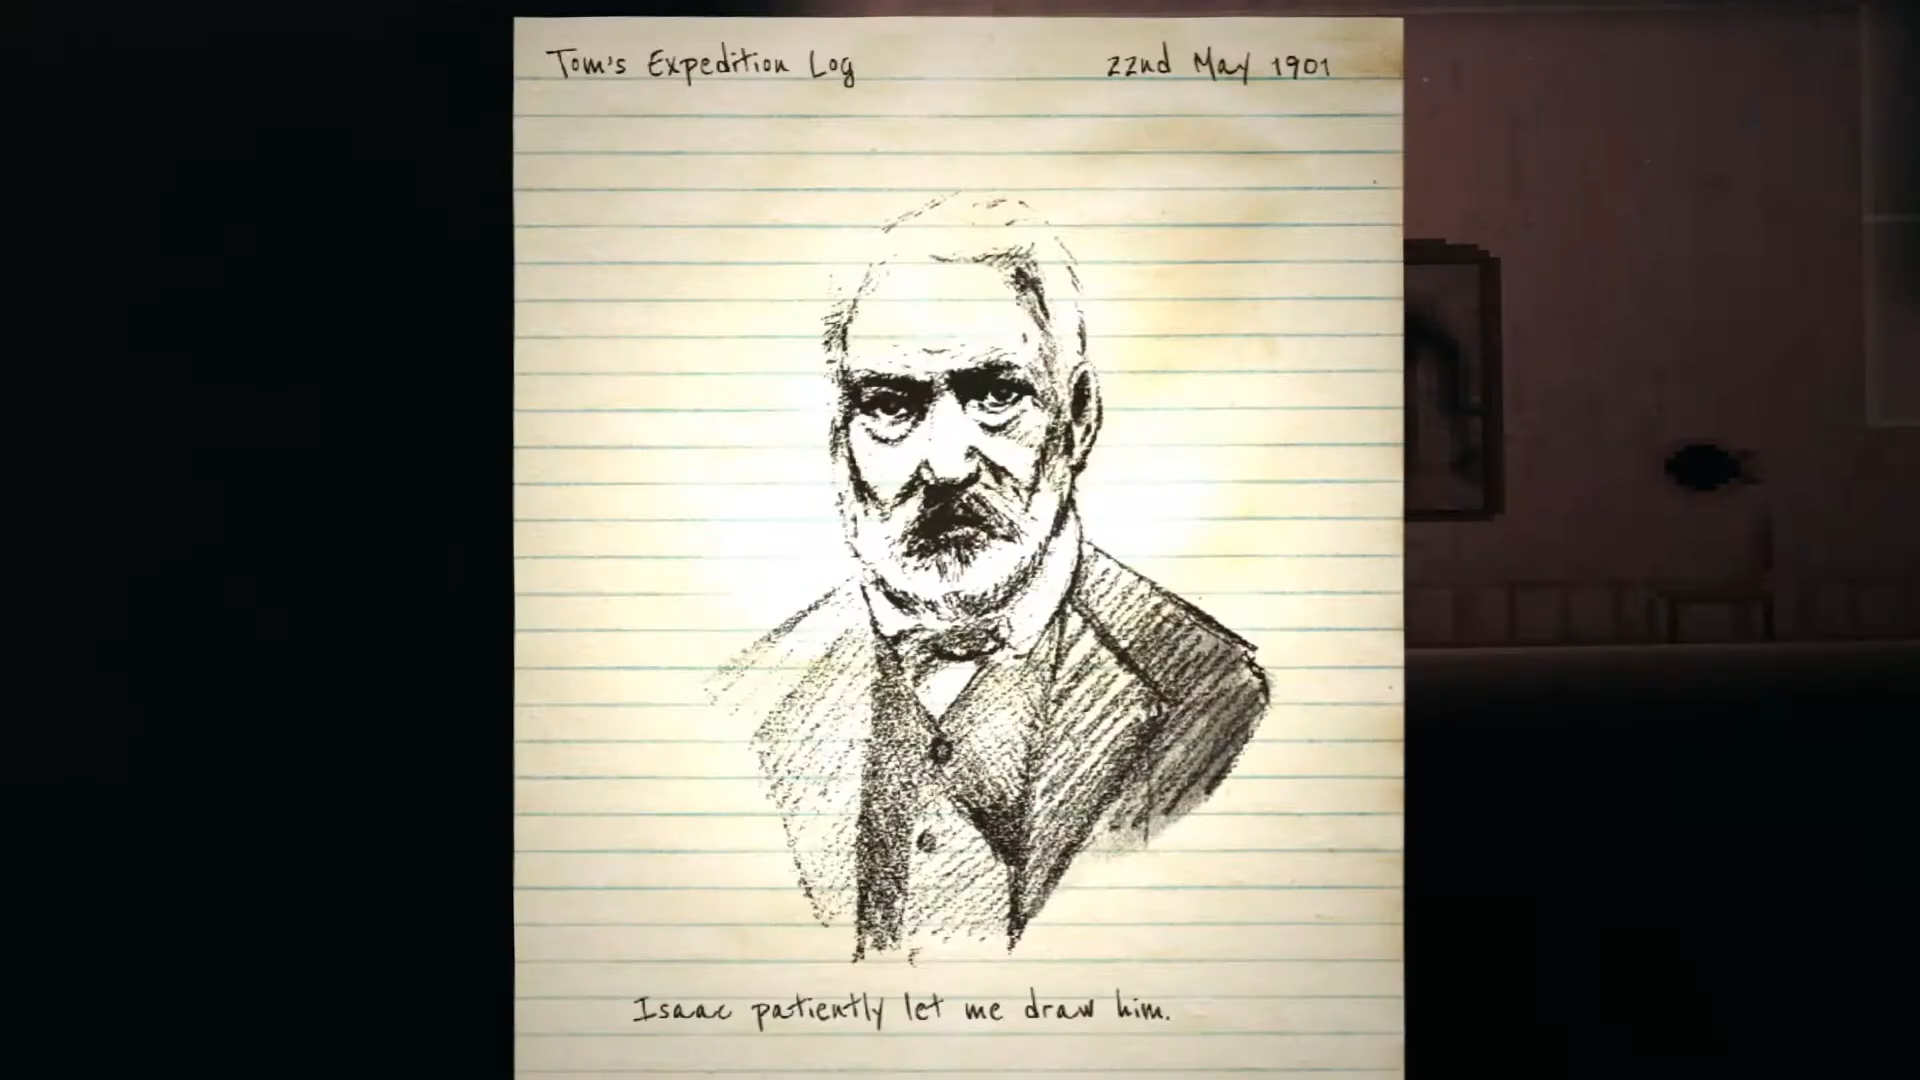 Tom's Expedition Log
22nd May 1901
Isaac patiently let me draw him.